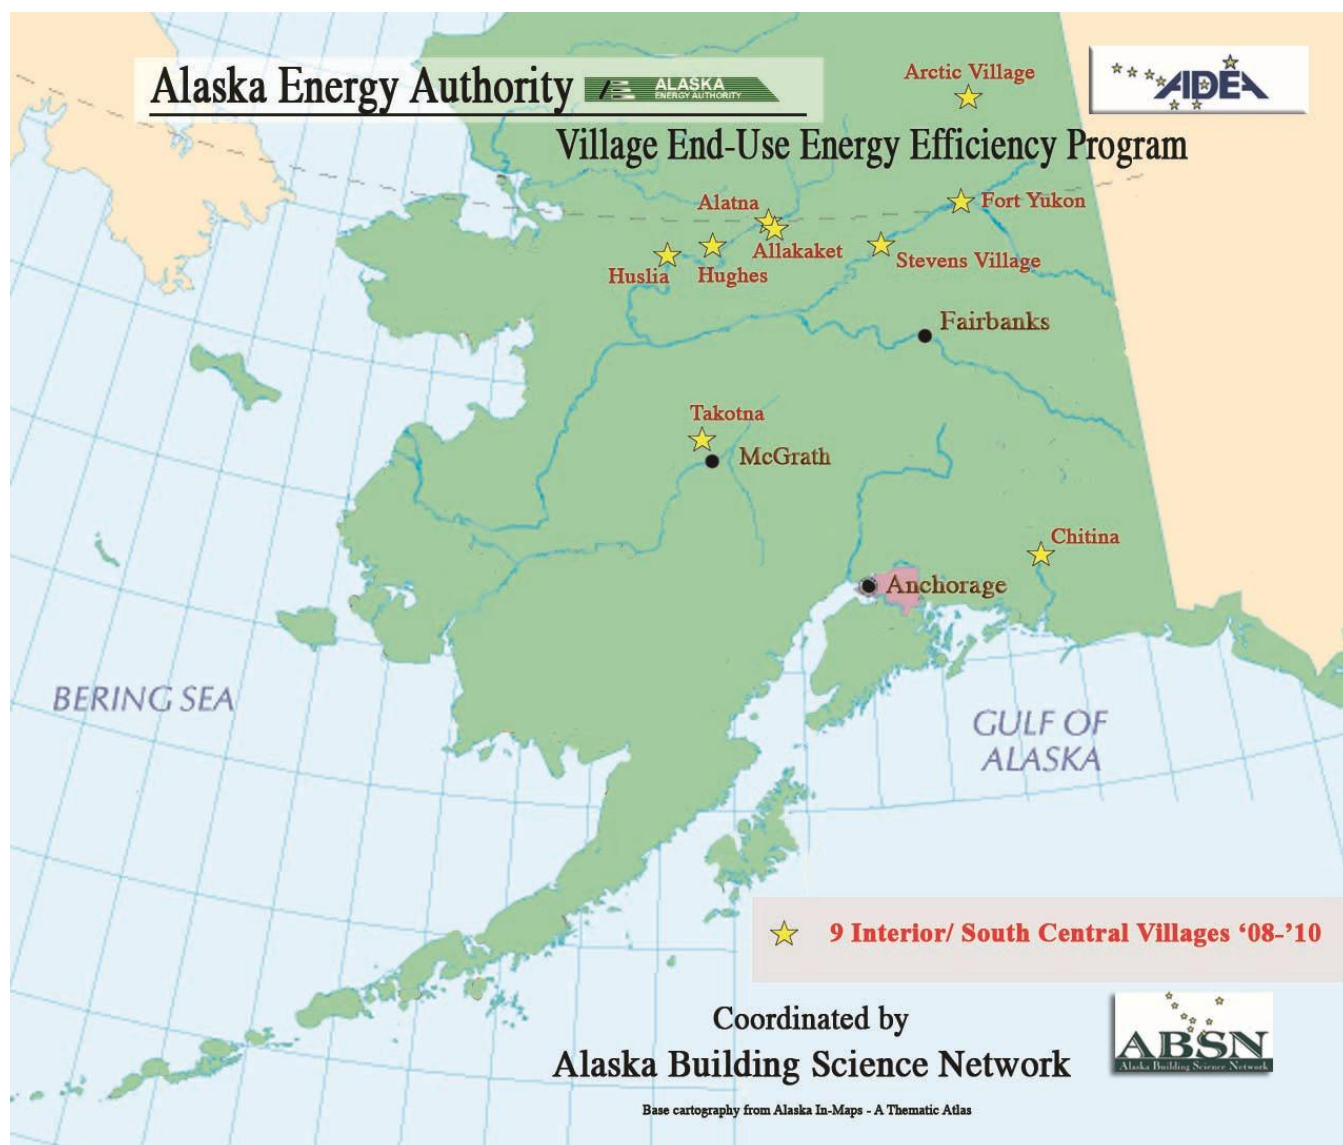 Alaska Energy Authority
ALASKA
ENERGY AUTHORITY
Arctic Village
AIDEA
Village End-Use Energy Efficiency Program
Alatna
Fort Yukon
Allakaket
Stevens Village
Huslia
Hughes
Fairbanks
Takotna
McGrath
Chitina
Anchorage
BERING SEA
GULF OF
ALASKA
9 Interior/ South Central Villages ‘08-’10
Coordinated by
Alaska Building Science Network
ABSN
Alaska Building Science Network
Base cartography from Alaska In-Maps - A Thematic Atlas